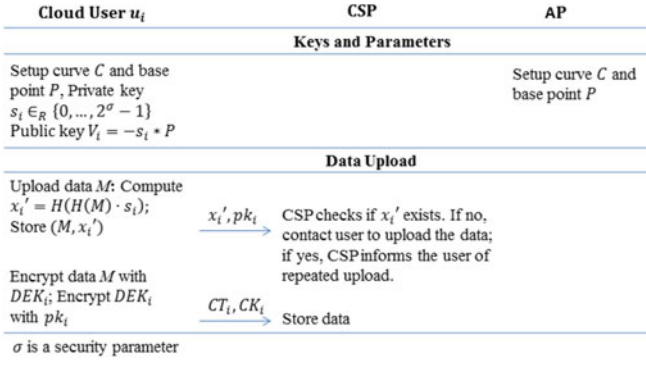 Cloud User u_i CSP AP
Keys and Parameters
Setup curve C and base
point P, Private key
s_i ∈_R {0, ..., 2^σ − 1}
Public key V_i = −s_i * P
Setup curve C and
base point P
Data Upload
Upload data M: Compute
x_i' = H(H(M) · s_i);
Store (M, x_i')
x_i', pk_i
CSP checks if x_i' exists. If no,
contact user to upload the data;
if yes, CSP informs the user of
repeated upload.
Encrypt data M with
DEK_i; Encrypt DEK_i
with pk_i
CT_i, CK_i
Store data
σ is a security parameter